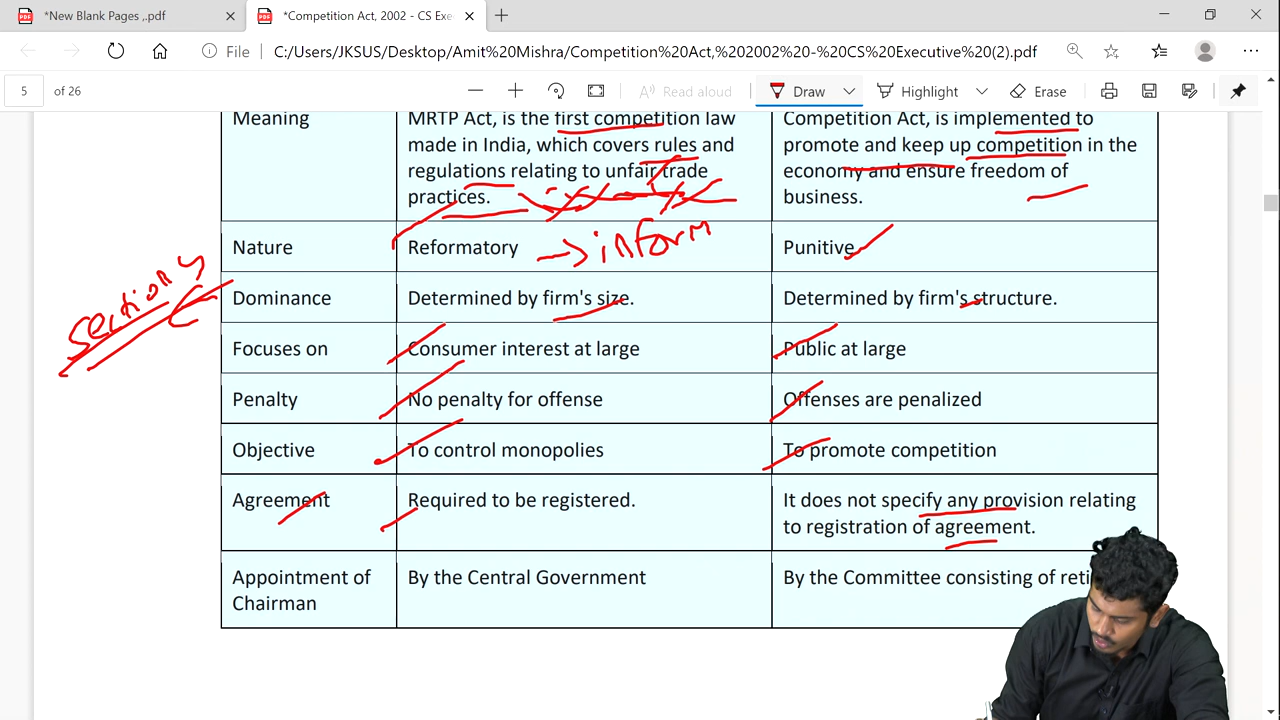 *New Blank Pages ,.pdf
*Competition Act, 2002 - CS Exe
File
C:/Users/JKSUS/Desktop/Amit%20Mishra/Competition%20Act,%202002%20-%20CS%20Executive%20(2).pdf
5 of 26
Read aloud
Draw
Highlight
Erase
Meaning
MRTP Act, is the first competition law
made in India, which covers rules and
regulations relating to unfair trade
practices.
Competition Act, is implemented to
promote and keep up competition in the
economy and ensure freedom of
business.
Nature
Reformatory
→ inform
Punitive
Section 4
Dominance
Determined by firm's size.
Determined by firm's structure.
Focuses on
Consumer interest at large
Public at large
Penalty
No penalty for offense
Offenses are penalized
Objective
To control monopolies
To promote competition
Agreement
Required to be registered.
It does not specify any provision relating
to registration of agreement.
Appointment of
Chairman
By the Central Government
By the Committee consisting of reti